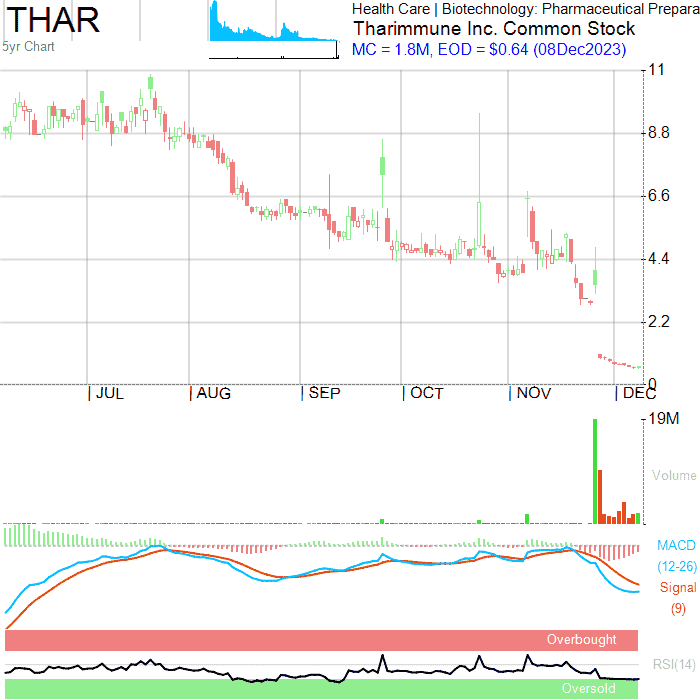 THAR
5yr Chart
Health Care | Biotechnology: Pharmaceutical Prepara
Tharimmune Inc. Common Stock
MC = 1.8M, EOD = $0.64 (08Dec2023)
11
8.8
6.6
4.4
2.2
0
JUL
AUG
SEP
OCT
NOV
DEC
19M
Volume
MACD
(12-26)
Signal
(9)
Overbought
RSI(14)
Oversold